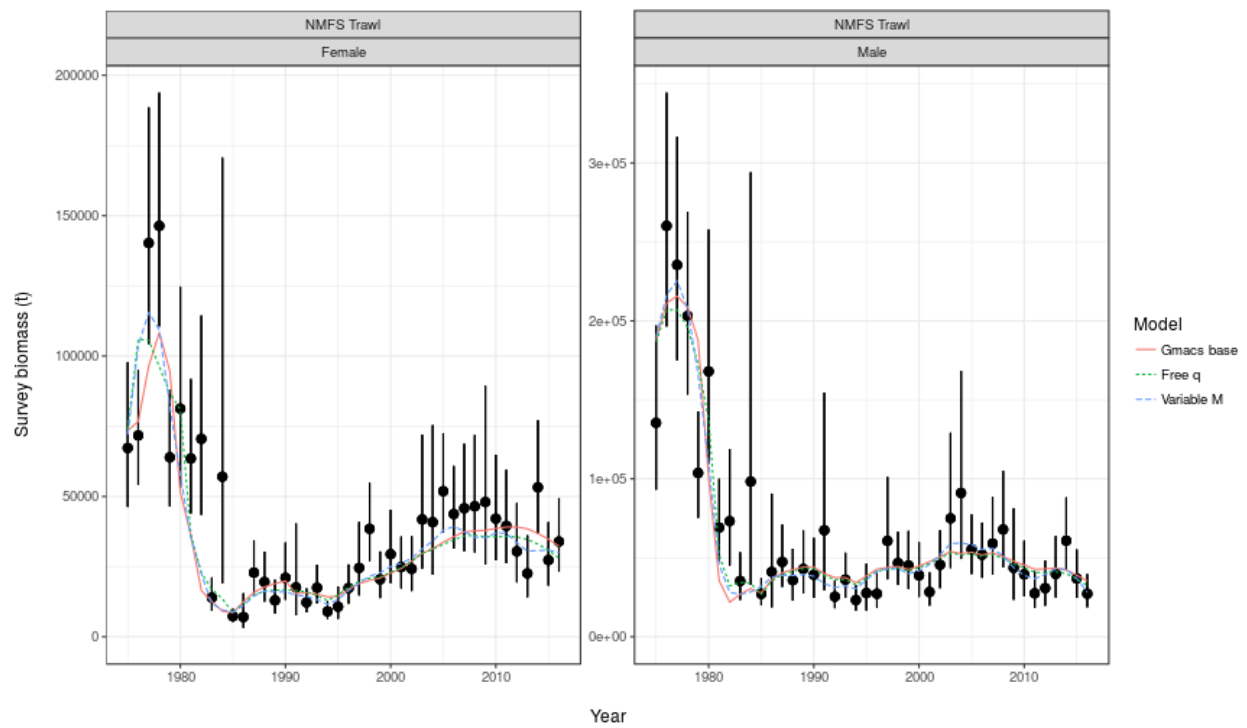 NMFS Trawl
Female
NMFS Trawl
Male
Survey biomass (t)
200000
150000
100000
50000
0
3e+05
2e+05
1e+05
0e+00
1980
1990
2000
2010
1980
1990
2000
2010
Year
Model
Gmacs base
Free q
Variable M